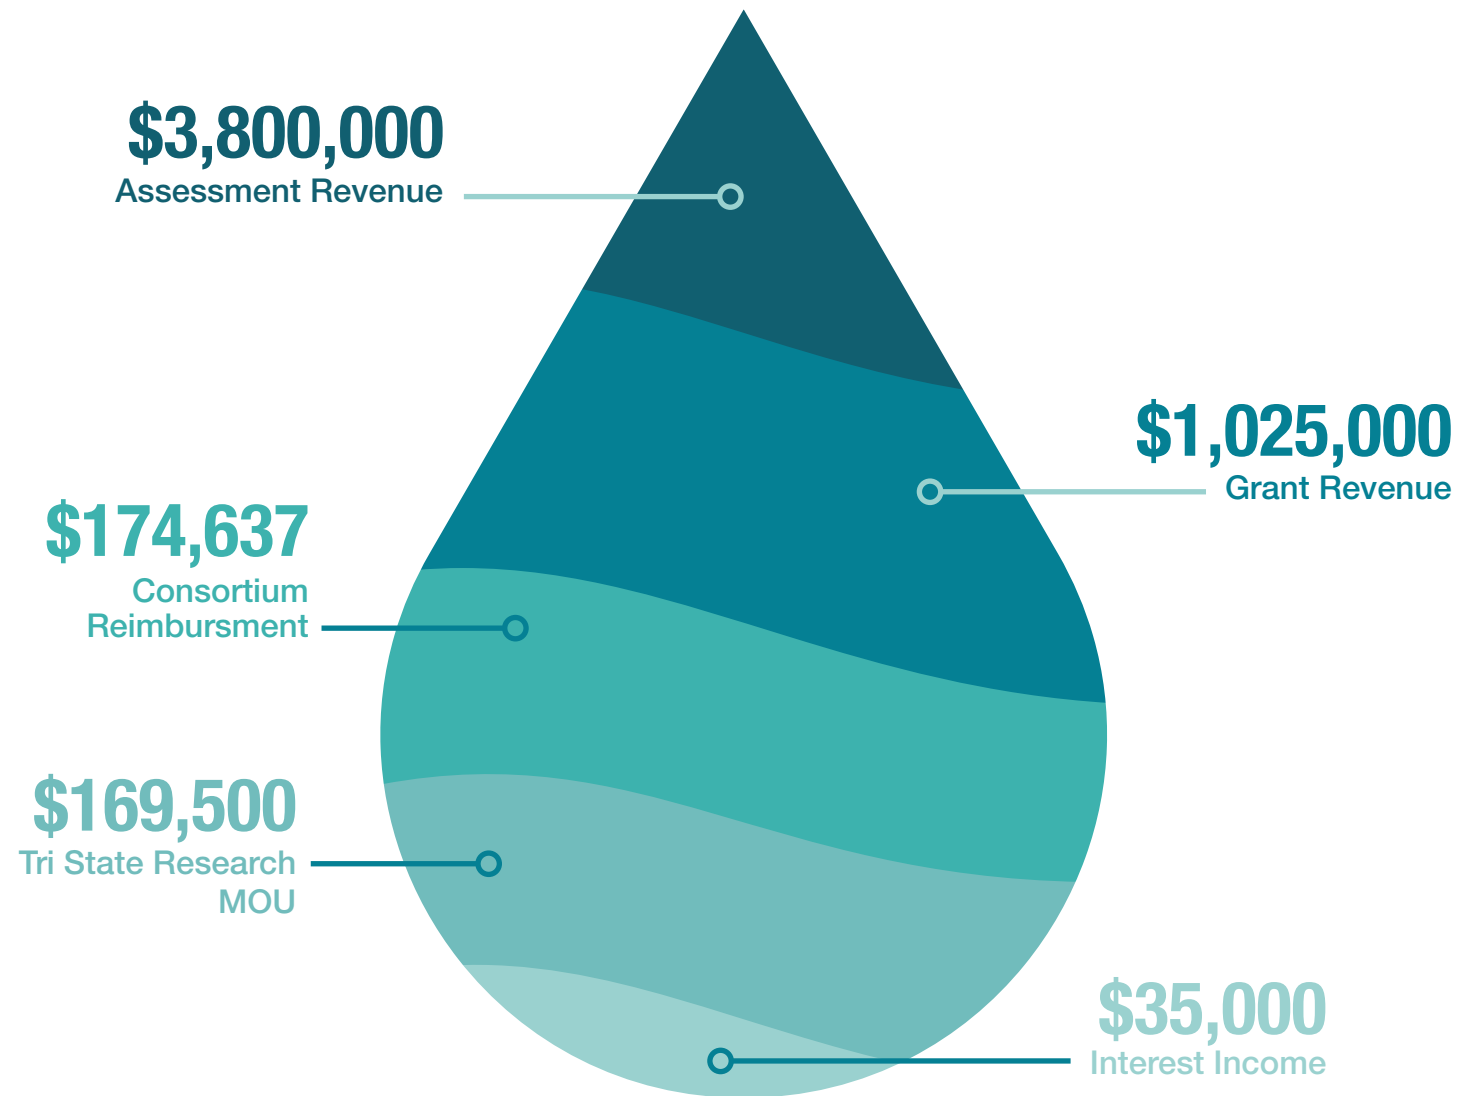 $3,800,000
Assessment Revenue
$1,025,000
Grant Revenue
$174,637
Consortium
Reimbursment
$169,500
Tri State Research
MOU
$35,000
Interest Income